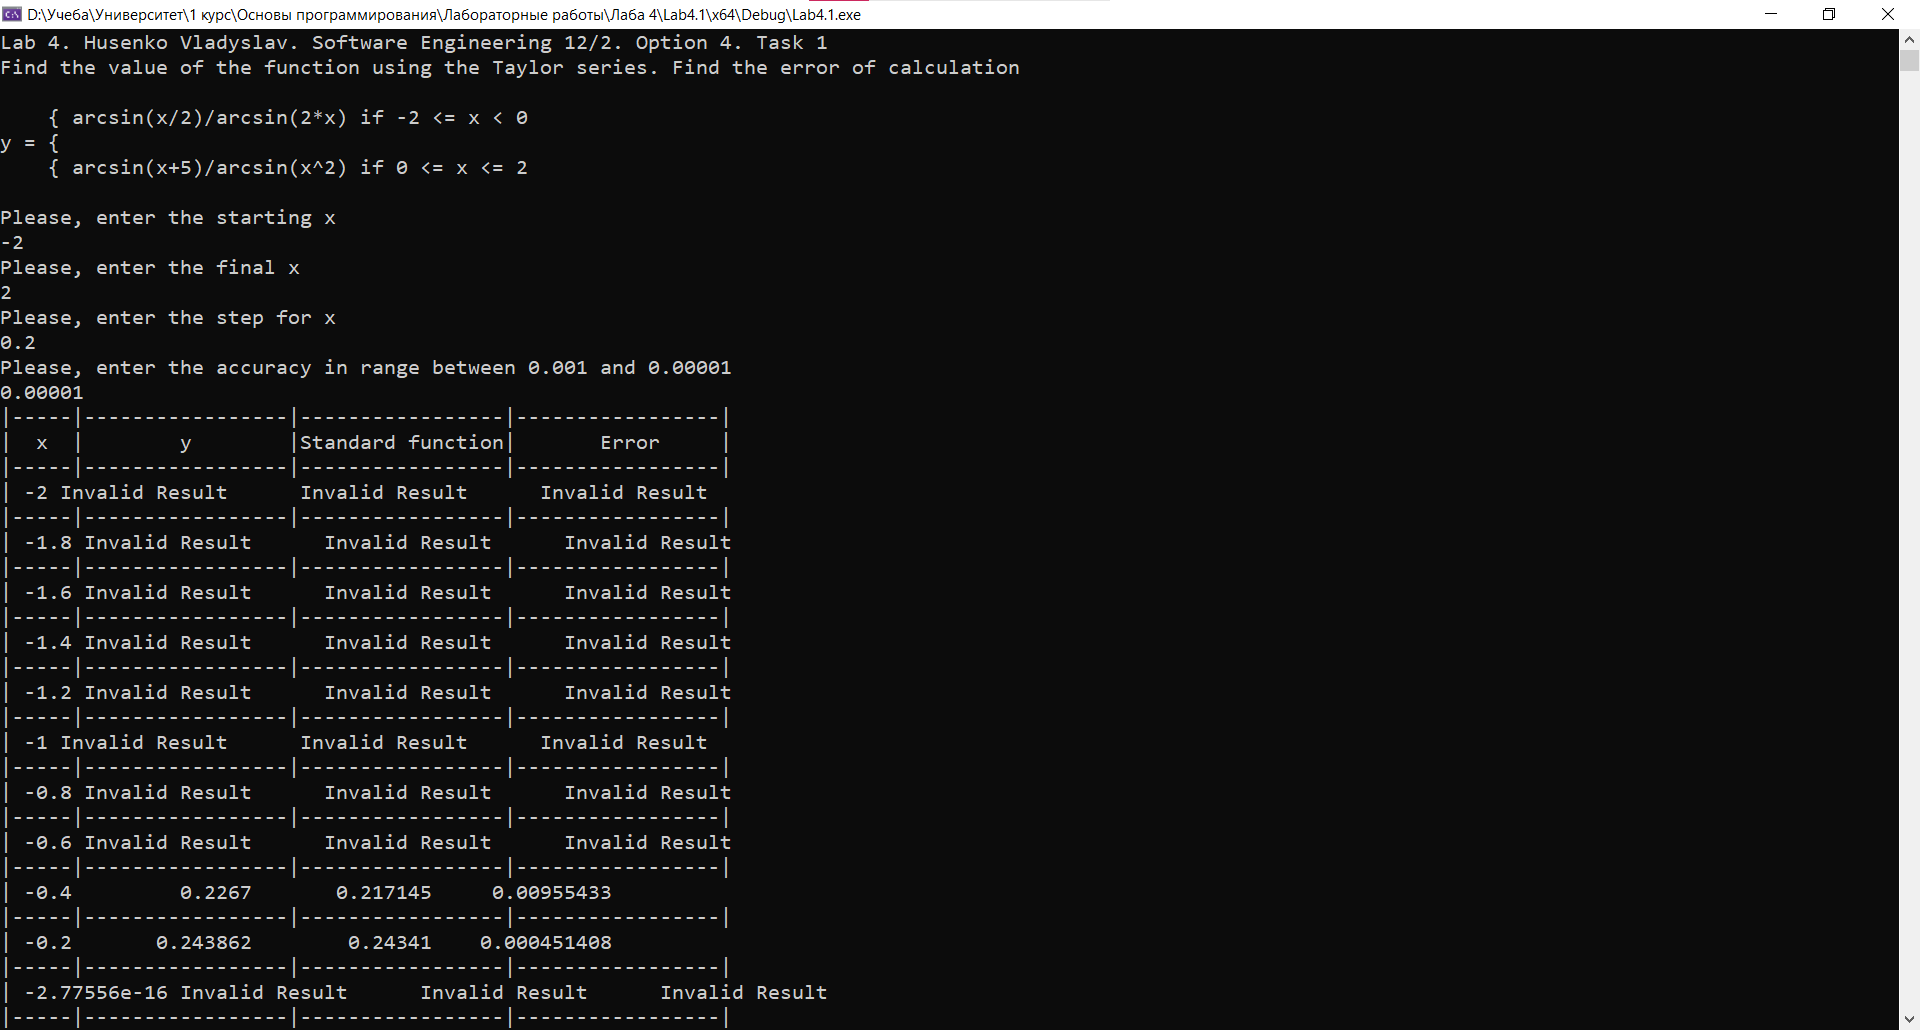 D:\Учеба\Университет\1 курс\Основы программирования\Лабораторные работы\Лаба 4\Lab4.1\x64\Debug\Lab4.1.exe
Lab 4. Husenko Vladyslav. Software Engineering 12/2. Option 4. Task 1
Find the value of the function using the Taylor series. Find the error of calculation
    { arcsin(x/2)/arcsin(2*x) if -2 <= x < 0
y = {
    { arcsin(x+5)/arcsin(x^2) if 0 <= x <= 2
Please, enter the starting x
-2
Please, enter the final x
2
Please, enter the step for x
0.2
Please, enter the accuracy in range between 0.001 and 0.00001
0.00001
|-----|-----------------|-----------------|-----------------|
|  x  |        y        |Standard function|       Error     |
|-----|-----------------|-----------------|-----------------|
| -2 Invalid Result      Invalid Result      Invalid Result
|-----|-----------------|-----------------|-----------------|
| -1.8 Invalid Result      Invalid Result      Invalid Result
|-----|-----------------|-----------------|-----------------|
| -1.6 Invalid Result      Invalid Result      Invalid Result
|-----|-----------------|-----------------|-----------------|
| -1.4 Invalid Result      Invalid Result      Invalid Result
|-----|-----------------|-----------------|-----------------|
| -1.2 Invalid Result      Invalid Result      Invalid Result
|-----|-----------------|-----------------|-----------------|
| -1 Invalid Result      Invalid Result      Invalid Result
|-----|-----------------|-----------------|-----------------|
| -0.8 Invalid Result      Invalid Result      Invalid Result
|-----|-----------------|-----------------|-----------------|
| -0.6 Invalid Result      Invalid Result      Invalid Result
|-----|-----------------|-----------------|-----------------|
| -0.4         0.2267       0.217145     0.00955433
|-----|-----------------|-----------------|-----------------|
| -0.2       0.243862        0.24341    0.000451408
|-----|-----------------|-----------------|-----------------|
| -2.77556e-16 Invalid Result      Invalid Result      Invalid Result
|-----|-----------------|-----------------|-----------------|